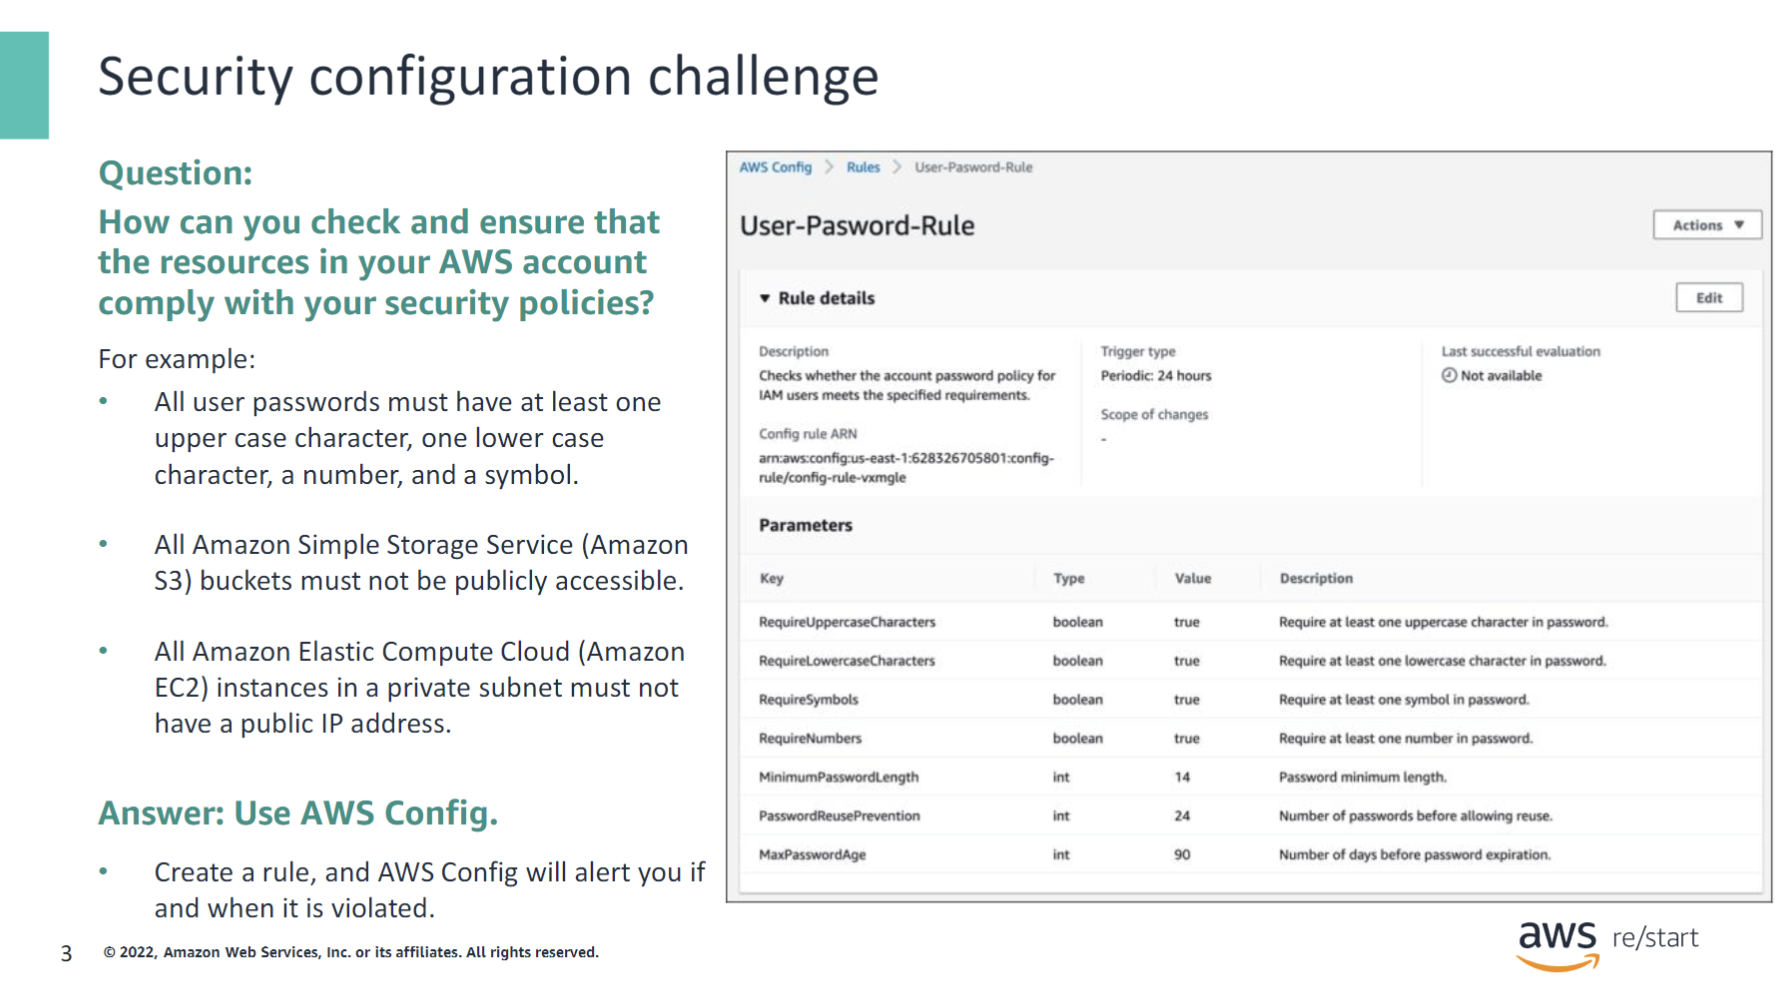 Security configuration challenge
Question:
How can you check and ensure that
the resources in your AWS account
comply with your security policies?
For example:
• All user passwords must have at least one
upper case character, one lower case
character, a number, and a symbol.
• All Amazon Simple Storage Service (Amazon
S3) buckets must not be publicly accessible.
• All Amazon Elastic Compute Cloud (Amazon
EC2) instances in a private subnet must not
have a public IP address.
Answer: Use AWS Config.
• Create a rule, and AWS Config will alert you if
and when it is violated.
AWS Config > Rules > User-Pasword-Rule
User-Pasword-Rule
Actions ▼
▼ Rule details
Edit
Description
Checks whether the account password policy for
IAM users meets the specified requirements.
Config rule ARN
arn:aws:config:us-east-1:628326705801:config-
rule/config-rule-vxmgle
Trigger type
Periodic: 24 hours
Scope of changes
-
Last successful evaluation
Not available
Parameters
Key Type Value Description
RequireUppercaseCharacters boolean true Require at least one uppercase character in password.
RequireLowercaseCharacters boolean true Require at least one lowercase character in password.
RequireSymbols boolean true Require at least one symbol in password.
RequireNumbers boolean true Require at least one number in password.
MinimumPasswordLength int 14 Password minimum length.
PasswordReusePrevention int 24 Number of passwords before allowing reuse.
MaxPasswordAge int 90 Number of days before password expiration.
3 © 2022, Amazon Web Services, Inc. or its affiliates. All rights reserved.
aws re/start